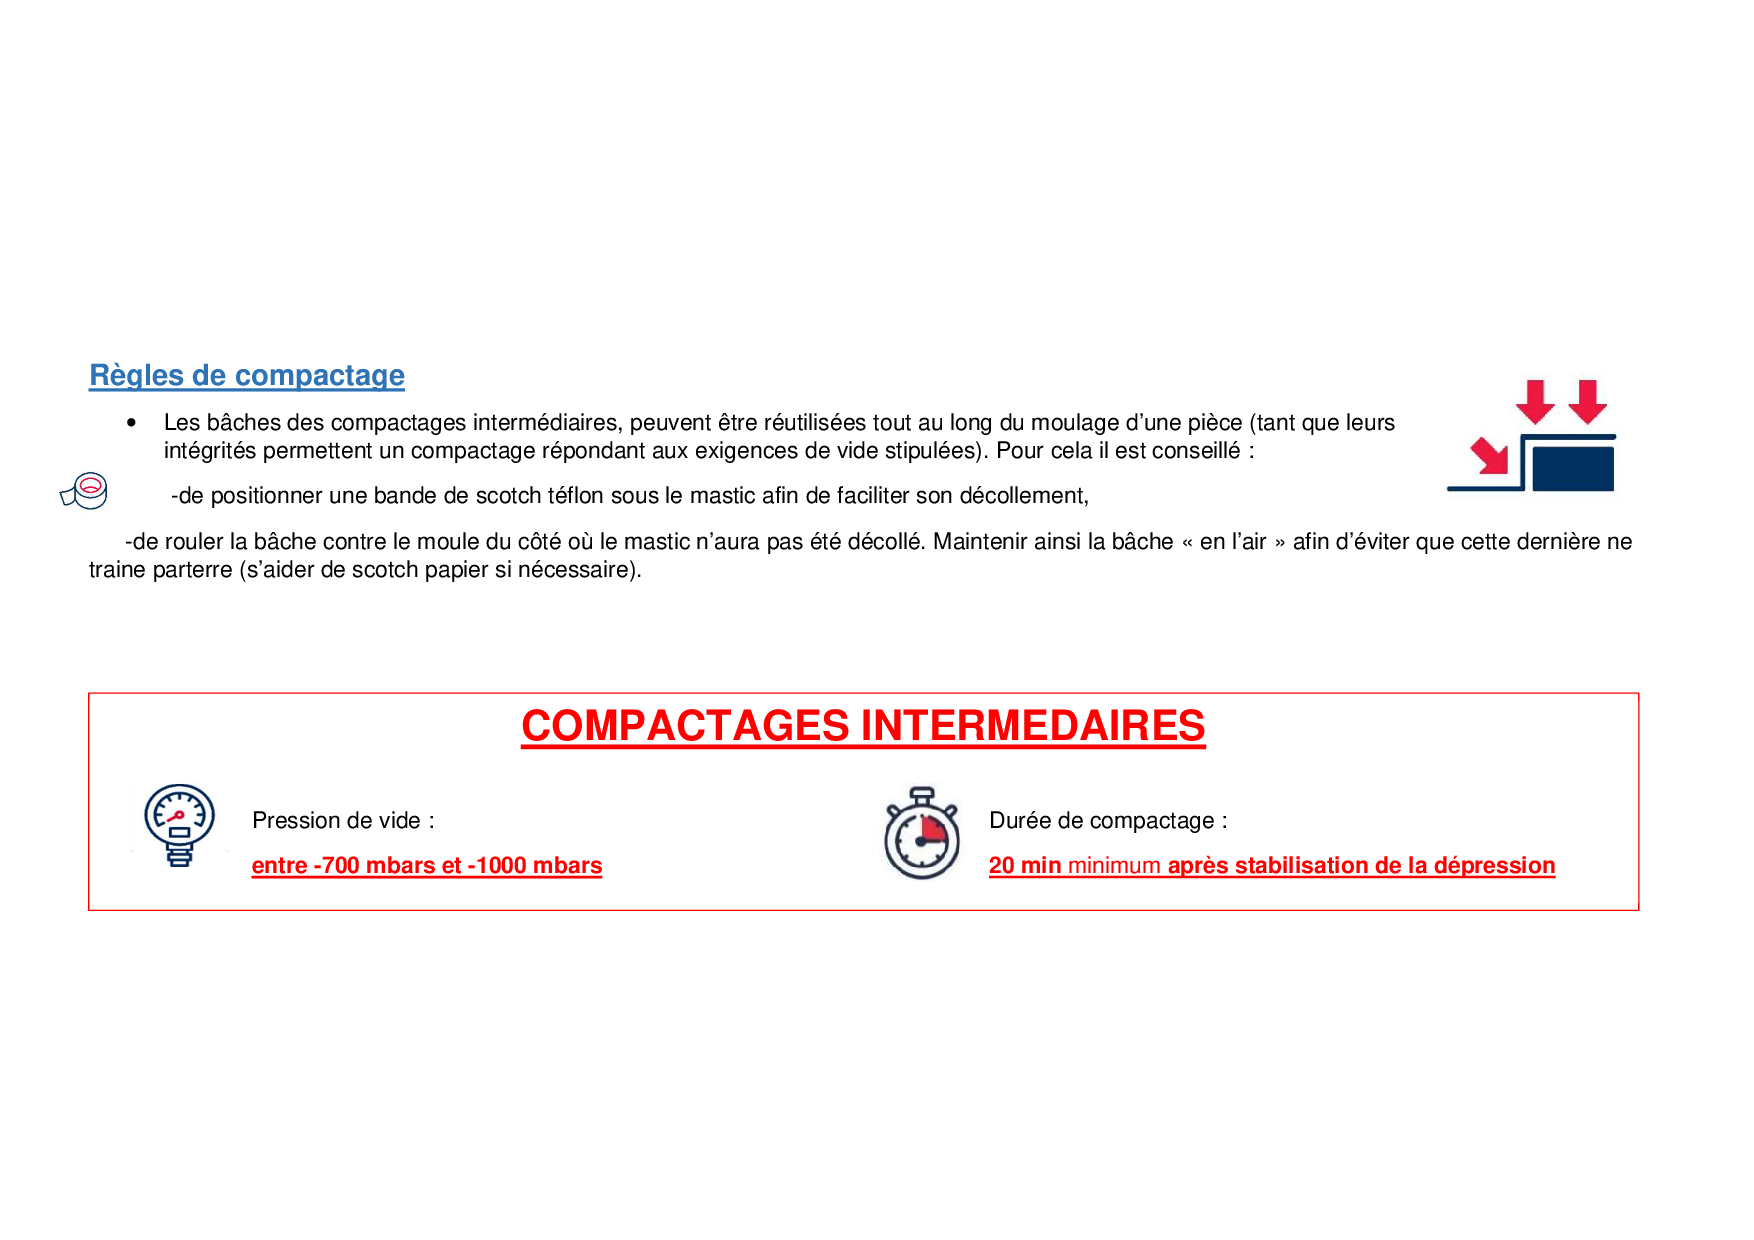 Règles de compactage
• Les bâches des compactages intermédiaires, peuvent être réutilisées tout au long du moulage d’une pièce (tant que leurs
intégrités permettent un compactage répondant aux exigences de vide stipulées). Pour cela il est conseillé :
-de positionner une bande de scotch téflon sous le mastic afin de faciliter son décollement,
-de rouler la bâche contre le moule du côté où le mastic n’aura pas été décollé. Maintenir ainsi la bâche « en l’air » afin d’éviter que cette dernière ne
traine parterre (s’aider de scotch papier si nécessaire).
COMPACTAGES INTERMEDAIRES
Pression de vide :
entre -700 mbars et -1000 mbars
Durée de compactage :
20 min minimum après stabilisation de la dépression